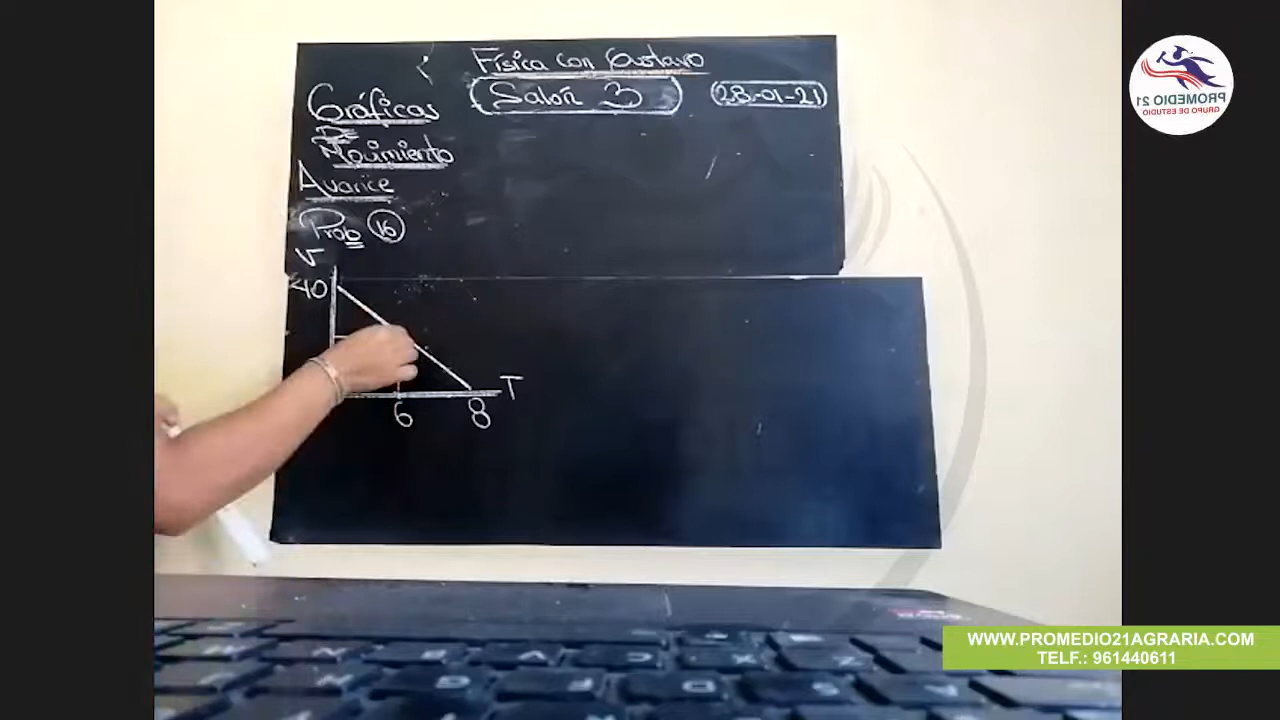 Física con Gustavo
Salón 3
28-01-21
Gráficas
De
Movimiento
Avance
Prob 16
V
40
6
8
T
PROMEDIO 21
GRUPO DE ESTUDIO
WWW.PROMEDIO21AGRARIA.COM
TELF.: 961440611